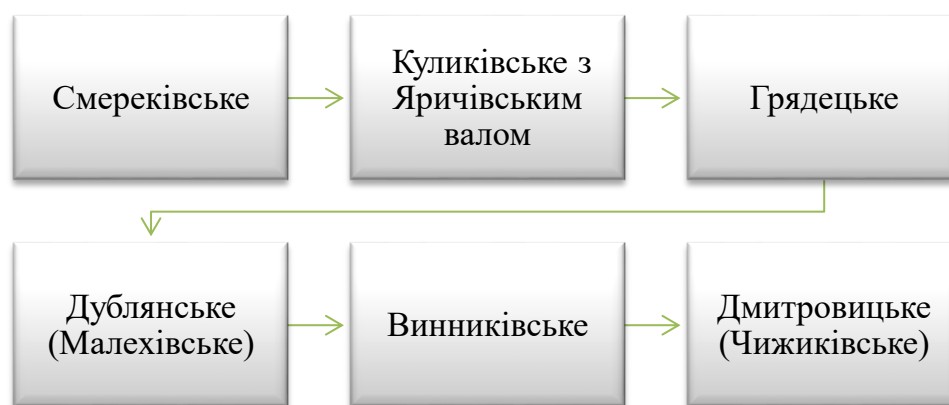 Смереківське
Куликівське з
Яричівським
валом
Грядецьке
Дублянське
(Малехівське)
Винниківське
Дмитровицьке
(Чижиківське)